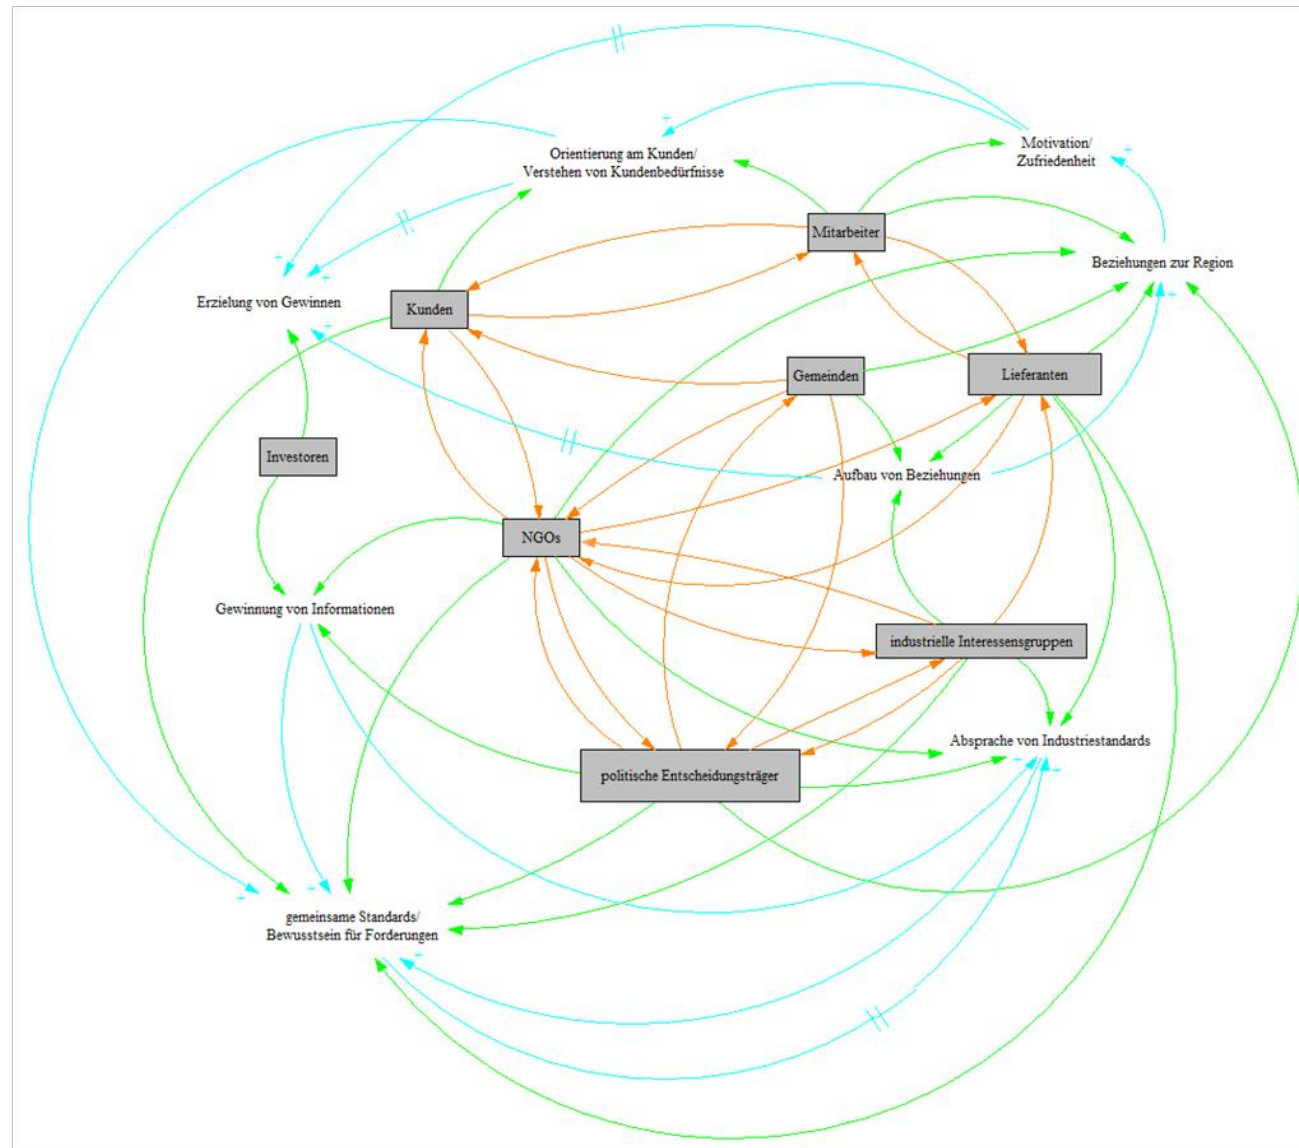 Orientierung am Kunden/
Verstehen von Kundenbedürfnisse
Motivation/
Zufriedenheit
Mitarbeiter
Beziehungen zur Region
Erzielung von Gewinnen
Kunden
Gemeinden
Lieferanten
Investoren
Aufbau von Beziehungen
NGOs
Gewinnung von Informationen
industrielle Interessensgruppen
Absprache von Industriestandards
politische Entscheidungsträger
gemeinsame Standards/
Bewusstsein für Forderungen